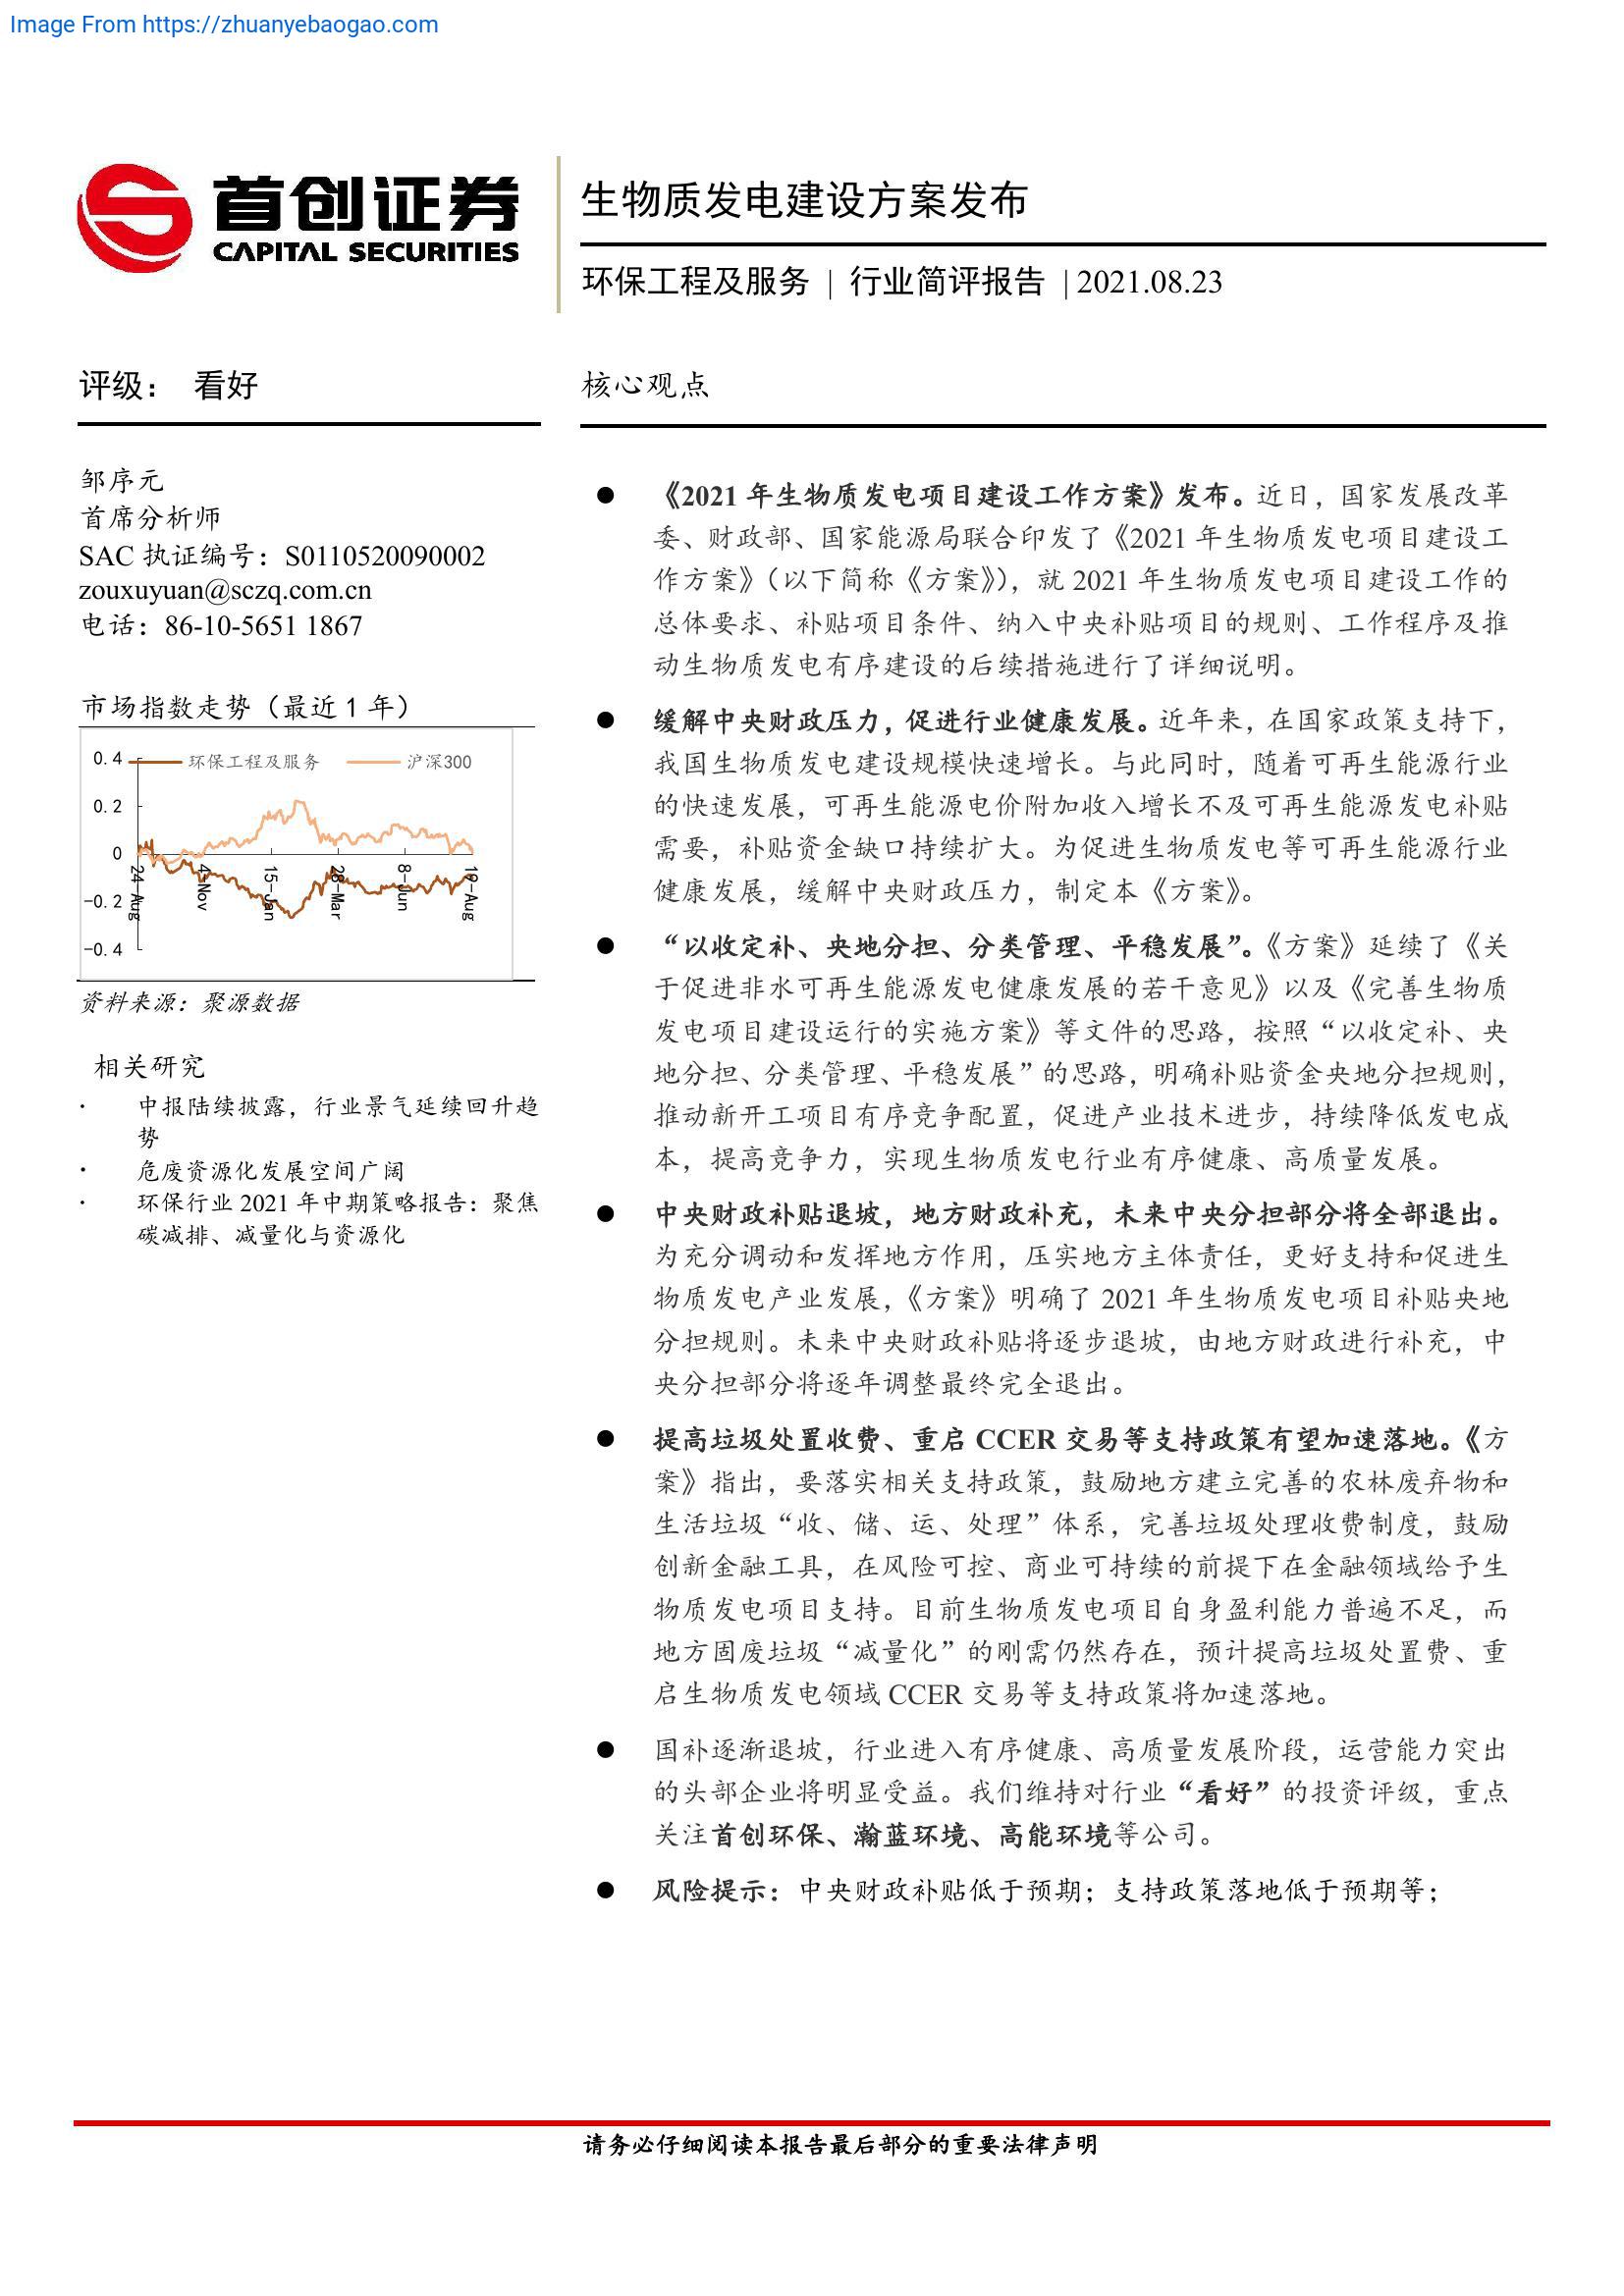 Image From https://zhuanyebaogao.com
首创证券
CAPITAL SECURITIES
生物质发电建设方案发布
环保工程及服务 | 行业简评报告 | 2021.08.23
评级： 看好
邹序元
首席分析师
SAC 执证编号：S0110520090002
zouxuyuan@sczq.com.cn
电话：86-10-5651 1867
市场指数走势（最近 1 年）
环保工程及服务 沪深300
0.4
0.2
0
-0.2
-0.4
24-Aug 4-Nov 15-Jan 28-Mar 8-Jun 19-Aug
资料来源：聚源数据
相关研究
· 中报陆续披露，行业景气延续回升趋
势
· 危废资源化发展空间广阔
· 环保行业 2021 年中期策略报告：聚焦
碳减排、减量化与资源化
核心观点
● 《2021 年生物质发电项目建设工作方案》发布。近日，国家发展改革
委、财政部、国家能源局联合印发了《2021 年生物质发电项目建设工
作方案》（以下简称《方案》），就 2021 年生物质发电项目建设工作的
总体要求、补贴项目条件、纳入中央补贴项目的规则、工作程序及推
动生物质发电有序建设的后续措施进行了详细说明。
● 缓解中央财政压力，促进行业健康发展。近年来，在国家政策支持下，
我国生物质发电建设规模快速增长。与此同时，随着可再生能源行业
的快速发展，可再生能源电价附加收入增长不及可再生能源发电补贴
需要，补贴资金缺口持续扩大。为促进生物质发电等可再生能源行业
健康发展，缓解中央财政压力，制定本《方案》。
● “以收定补、央地分担、分类管理、平稳发展”。《方案》延续了《关
于促进非水可再生能源发电健康发展的若干意见》以及《完善生物质
发电项目建设运行的实施方案》等文件的思路，按照“以收定补、央
地分担、分类管理、平稳发展”的思路，明确补贴资金央地分担规则，
推动新开工项目有序竞争配置，促进产业技术进步，持续降低发电成
本，提高竞争力，实现生物质发电行业有序健康、高质量发展。
● 中央财政补贴退坡，地方财政补充，未来中央分担部分将全部退出。
为充分调动和发挥地方作用，压实地方主体责任，更好支持和促进生
物质发电产业发展，《方案》明确了 2021 年生物质发电项目补贴央地
分担规则。未来中央财政补贴将逐步退坡，由地方财政进行补充，中
央分担部分将逐年调整最终完全退出。
● 提高垃圾处置收费、重启 CCER 交易等支持政策有望加速落地。《方
案》指出，要落实相关支持政策，鼓励地方建立完善的农林废弃物和
生活垃圾“收、储、运、处理”体系，完善垃圾处理收费制度，鼓励
创新金融工具，在风险可控、商业可持续的前提下在金融领域给予生
物质发电项目支持。目前生物质发电项目自身盈利能力普遍不足，而
地方固废垃圾“减量化”的刚需仍然存在，预计提高垃圾处置费、重
启生物质发电领域 CCER 交易等支持政策将加速落地。
● 国补逐渐退坡，行业进入有序健康、高质量发展阶段，运营能力突出
的头部企业将明显受益。我们维持对行业“看好”的投资评级，重点
关注首创环保、瀚蓝环境、高能环境等公司。
● 风险提示：中央财政补贴低于预期；支持政策落地低于预期等；
请务必仔细阅读本报告最后部分的重要法律声明